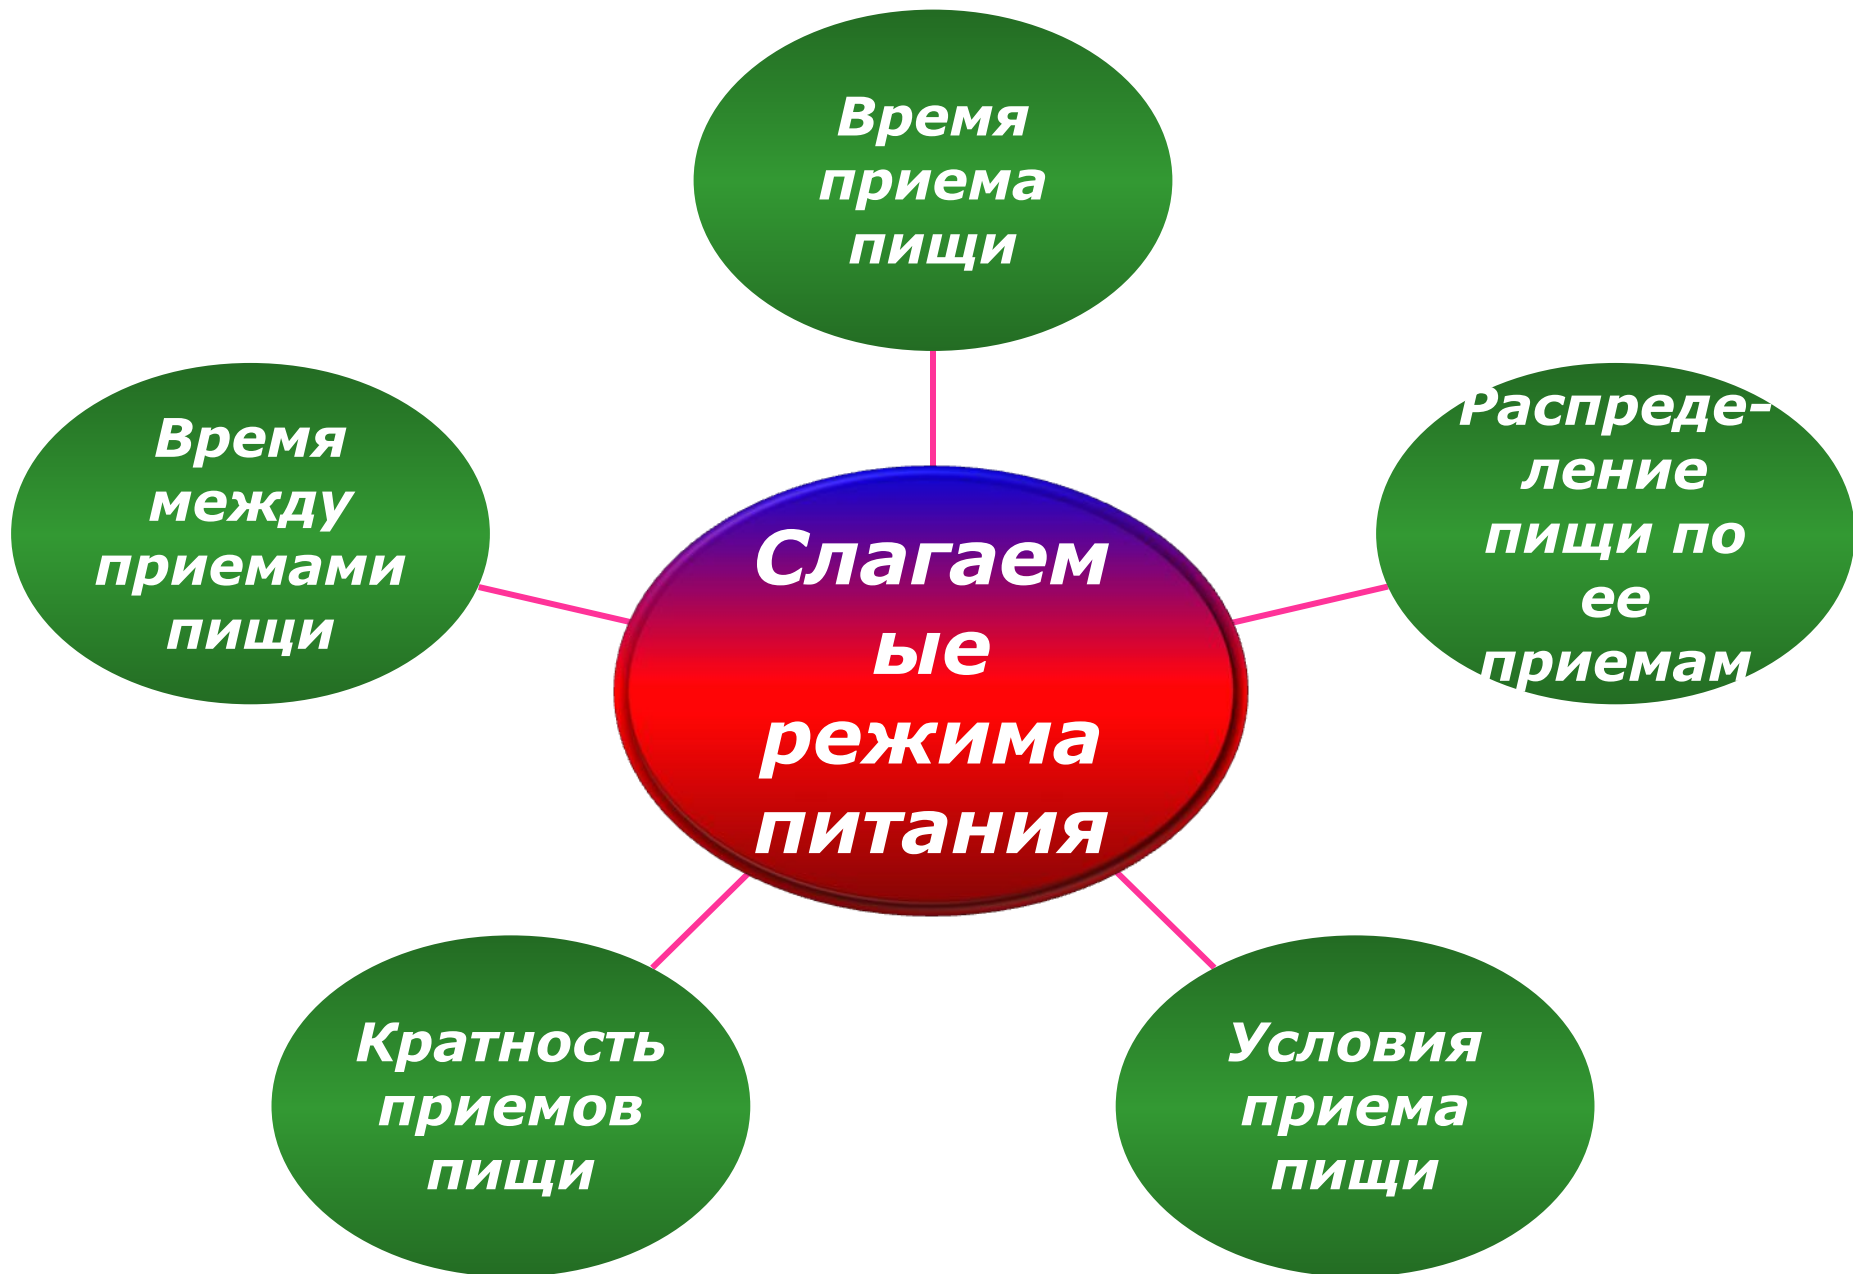 Время
приема
пищи
Время
между
приемами
пищи
Распреде-
ление
пищи по
ее
приемам
Слагаем
ые
режима
питания
Кратность
приемов
пищи
Условия
приема
пищи